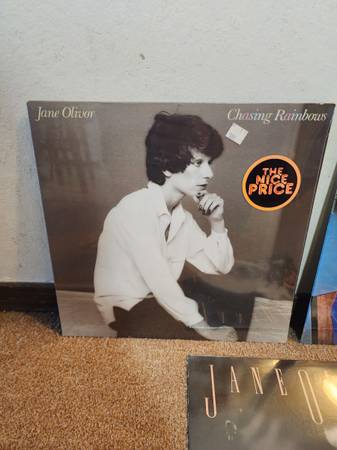 Jane Olivor
Chasing Rainbows
THE
NICE
PRICE
JANE O